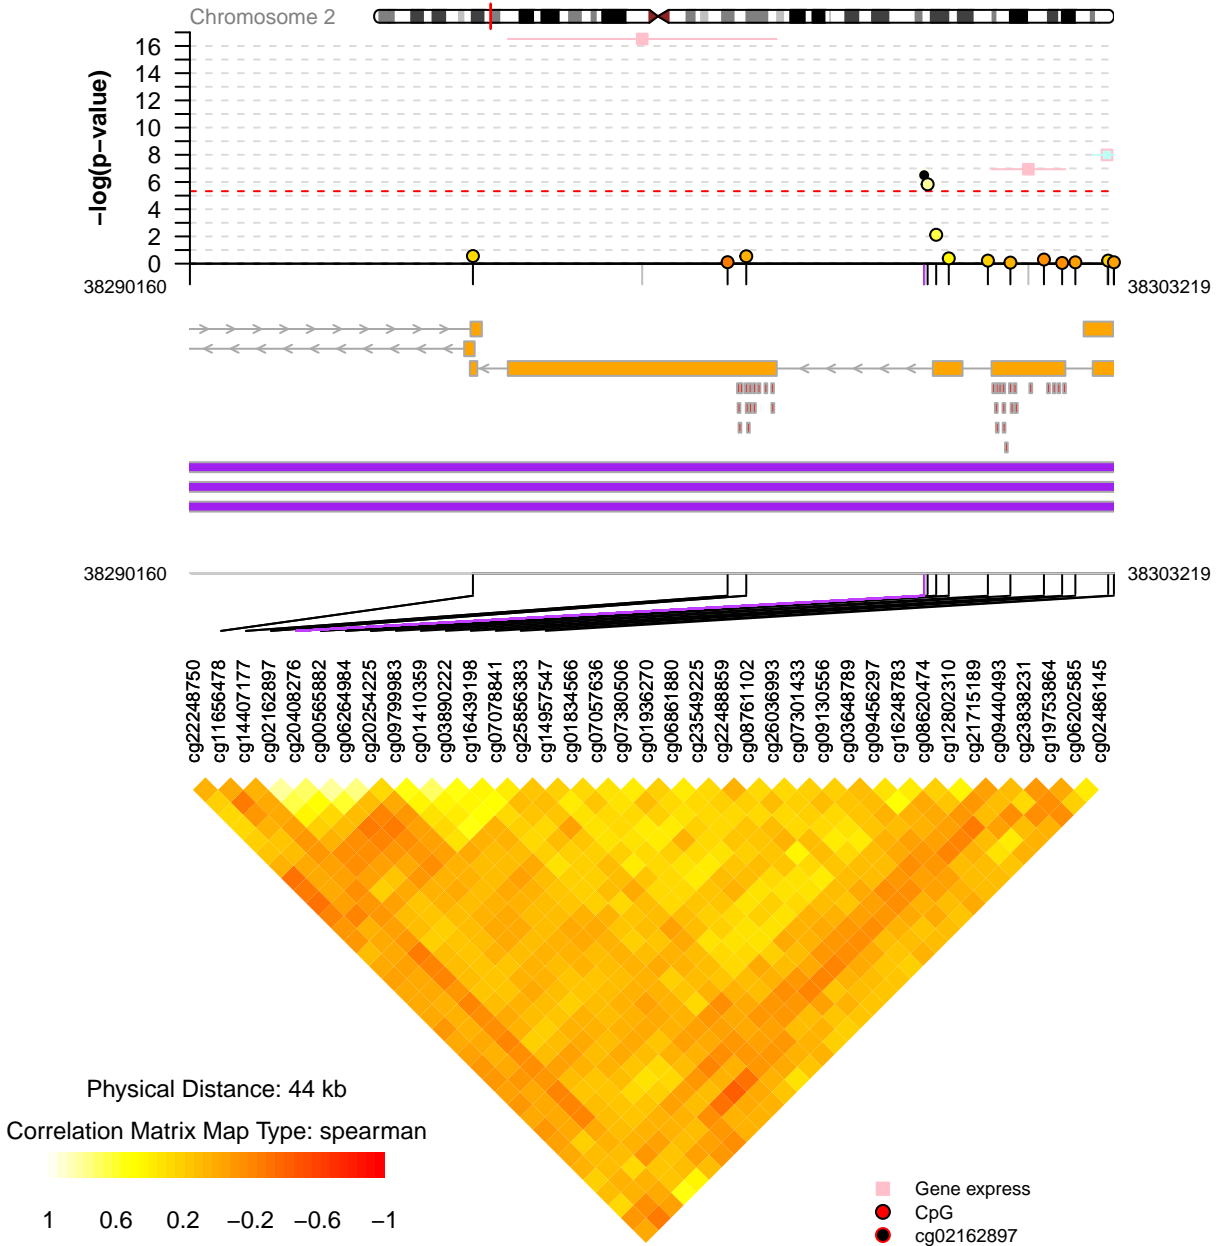 Chromosome 2
−log(p−value)
16
14
12
10
8
6
4
2
0
38290160
38303219
38290160
38303219
cg22248750
cg11656478
cg14407177
cg02162897
cg20408276
cg00565882
cg06264984
cg20254225
cg09799983
cg01410359
cg03890222
cg16439198
cg07078841
cg25856383
cg14957547
cg01834566
cg07057636
cg07380506
cg01936270
cg06861880
cg23549225
cg22488859
cg08761102
cg26036993
cg07301433
cg09130556
cg03648789
cg09456297
cg16248783
cg08620474
cg12802310
cg21715189
cg09440493
cg23838231
cg19753864
cg06202585
cg02486145
Physical Distance: 44 kb
Correlation Matrix Map Type: spearman
1 0.6 0.2 −0.2 −0.6 −1
Gene express
CpG
cg02162897